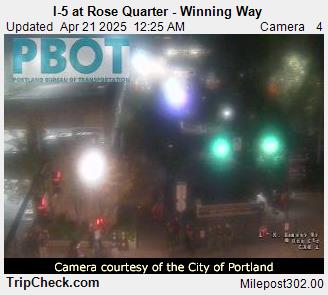 I-5 at Rose Quarter - Winning Way
Updated Apr 21 2025 12:25 AM Camera 4
PBOT
PORTLAND BUREAU OF TRANSPORTATION
Camera courtesy of the City of Portland
TripCheck.com Milepost302.00